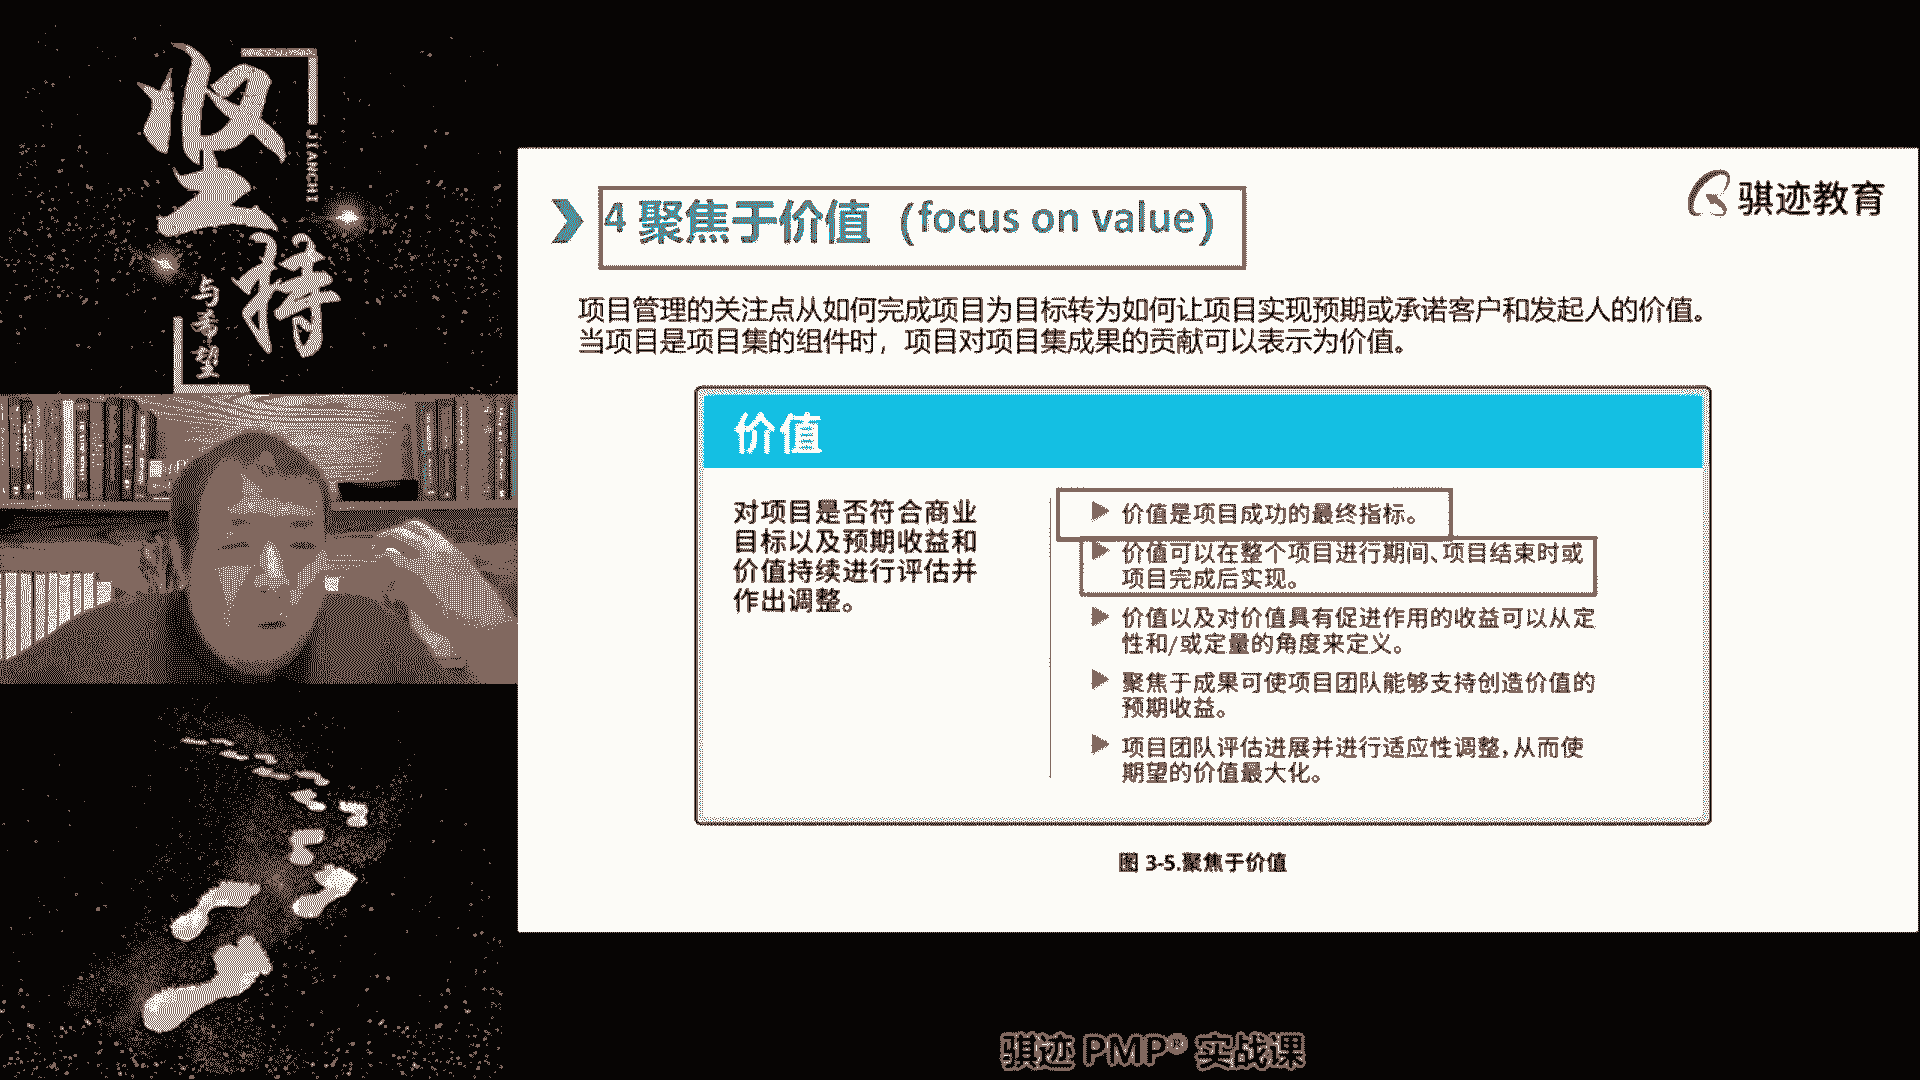 坚持
JIANCHI
与希望
骐迹教育
4 聚焦于价值（focus on value）
项目管理的关注点从如何完成项目为目标转为如何让项目实现预期或承诺客户和发起人的价值。
当项目是项目集的组件时，项目对项目集成果的贡献可以表示为价值。
价值
对项目是否符合商业
目标以及预期收益和
价值持续进行评估并
作出调整。
价值是项目成功的最终指标。
价值可以在整个项目进行期间、项目结束时或
项目完成后实现。
价值以及对价值具有促进作用的收益可以从定
性和/或定量的角度来定义。
聚焦于成果可使项目团队能够支持创造价值的
预期收益。
项目团队评估进展并进行适应性调整，从而使
期望的价值最大化。
图 3-5.聚焦于价值
骐迹 PMP® 实战课